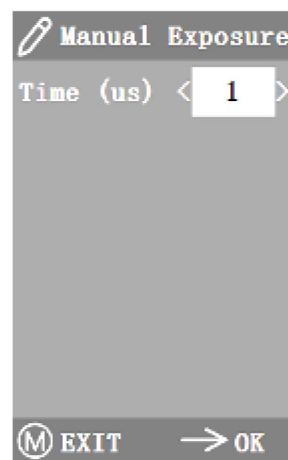 Manual Exposure
Time (us) < 1 >
M EXIT → OK